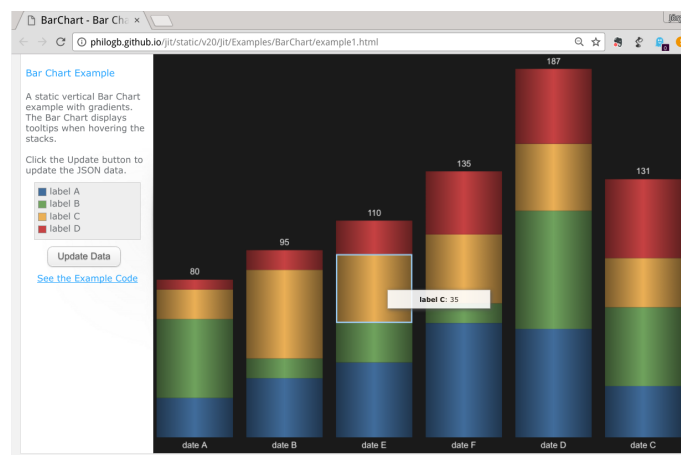 BarChart - Bar Cha
philogb.github.io/jit/static/v20/Jit/Examples/BarChart/example1.html
Bar Chart Example
A static vertical Bar Chart
example with gradients.
The Bar Chart displays
tooltips when hovering the
stacks.
Click the Update button to
update the JSON data.
label A
label B
label C
label D
Update Data
See the Example Code
80
95
110
135
187
131
label C: 35
date A
date B
date E
date F
date D
date C